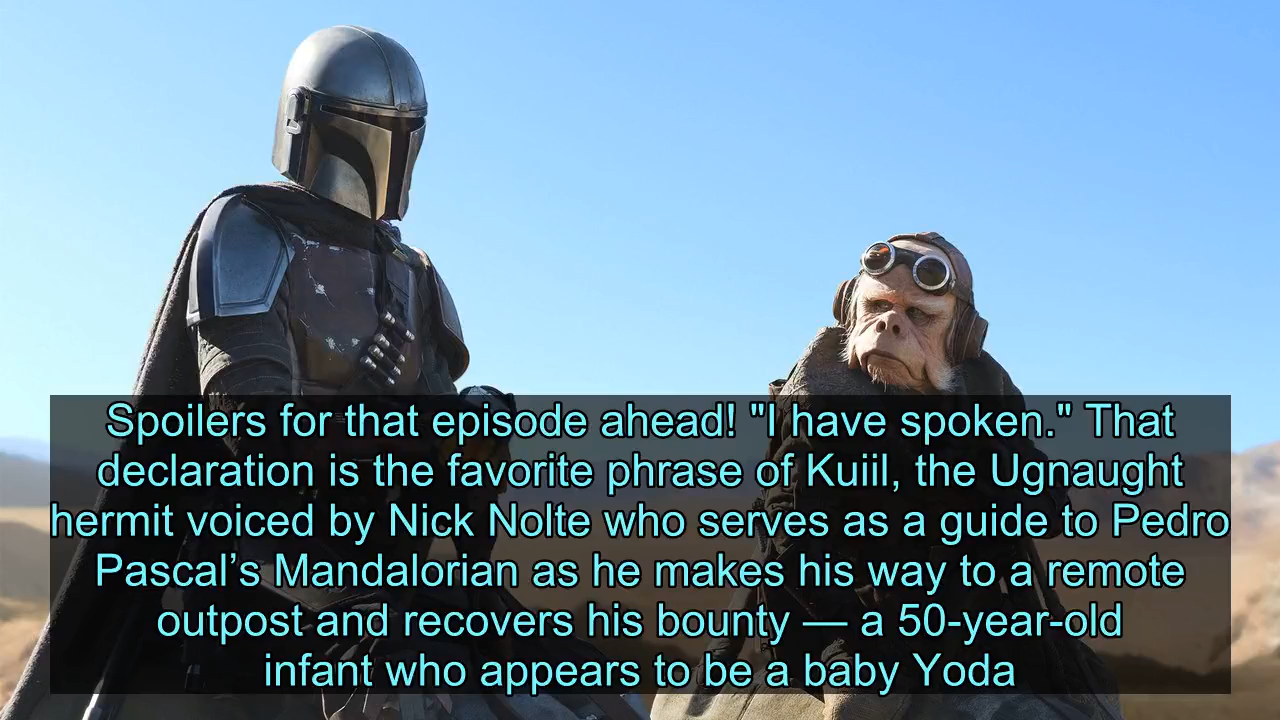 Spoilers for that episode ahead! "I have spoken." That
declaration is the favorite phrase of Kuiil, the Ugnaught
hermit voiced by Nick Nolte who serves as a guide to Pedro
Pascal’s Mandalorian as he makes his way to a remote
outpost and recovers his bounty — a 50-year-old
infant who appears to be a baby Yoda